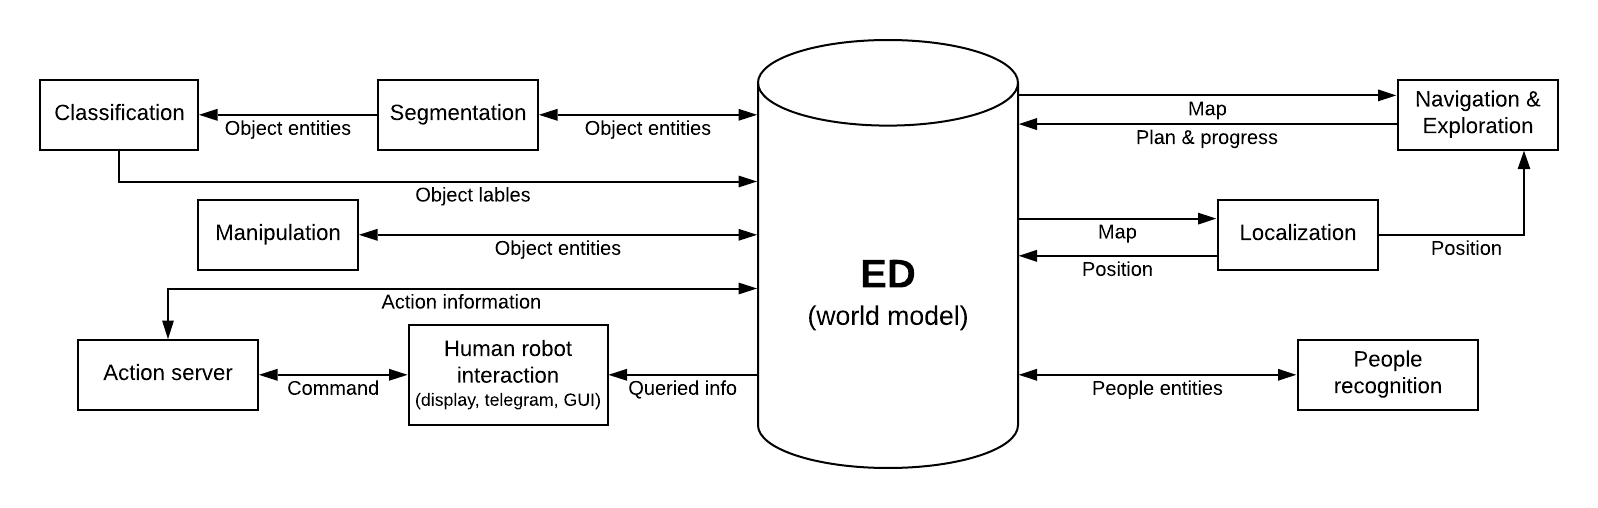 Classification
Object entities
Segmentation
Object entities
Object lables
Manipulation
Object entities
Action information
Action server
Command
Human robot
interaction
(display, telegram, GUI)
Queried info
ED
(world model)
Map
Plan & progress
Navigation &
Exploration
Map
Position
Localization
Position
People entities
People
recognition